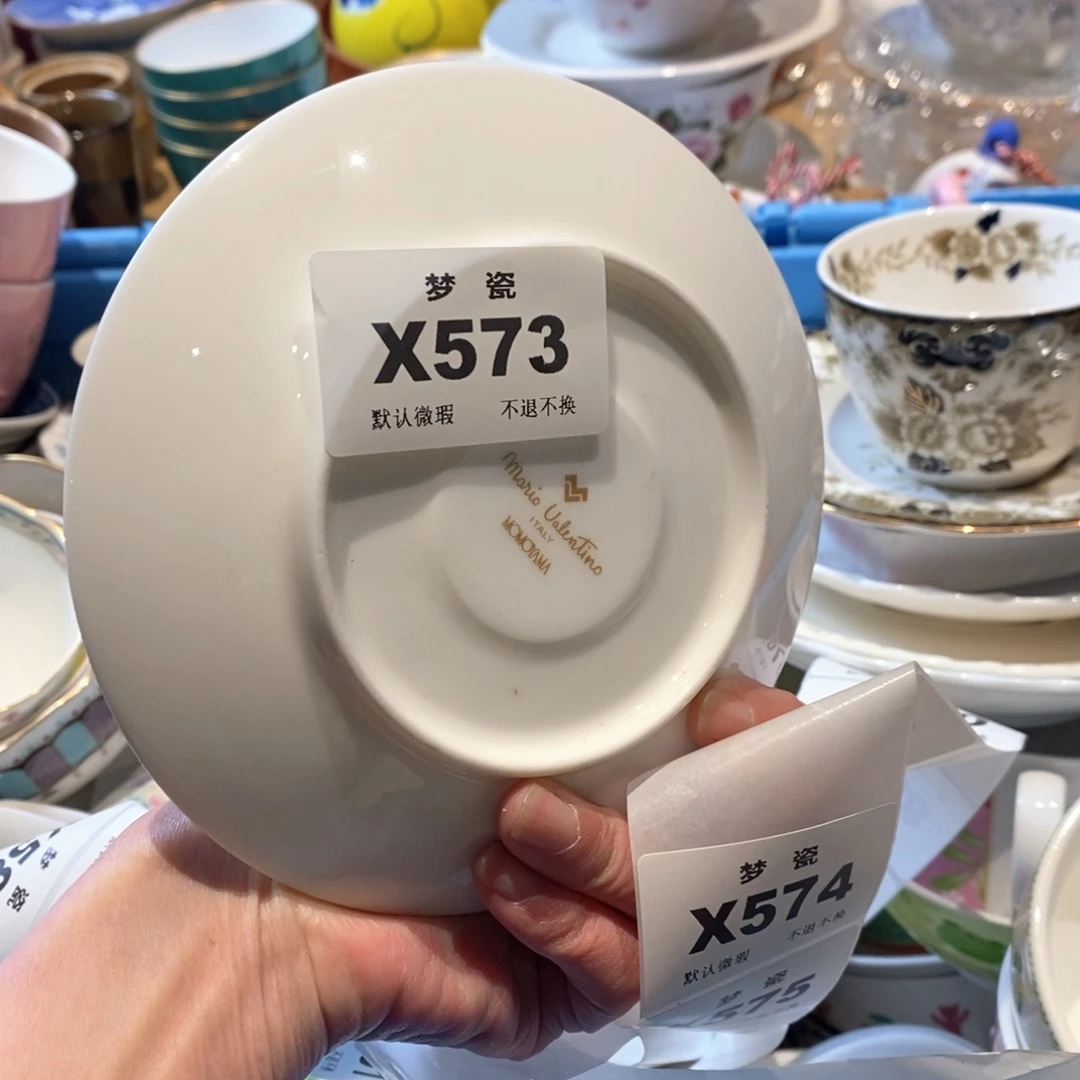 梦 瓷
X573
默认微瑕 不退不换
Mario Valentino
ITALY
MOMOYAMA
梦 瓷
X574
默认微瑕 不退不换
梦 瓷
575